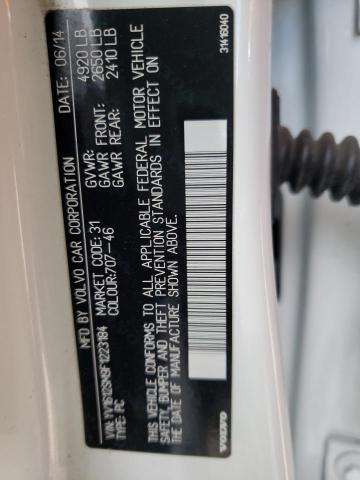 MFD BY VOLVO CAR CORPORATION DATE: 06/14
GVWR: 4920 LB
GAWR FRONT: 2650 LB
GAWR REAR: 2410 LB
MARKET CODE: 31
COLOUR:707-46
TYPE: PC
THIS VEHICLE CONFORMS TO ALL APPLICABLE FEDERAL MOTOR VEHICLE
SAFETY, BUMPER AND THEFT PREVENTION STANDARDS IN EFFECT ON
THE DATE OF MANUFACTURE SHOWN ABOVE.
VOLVO
31416040